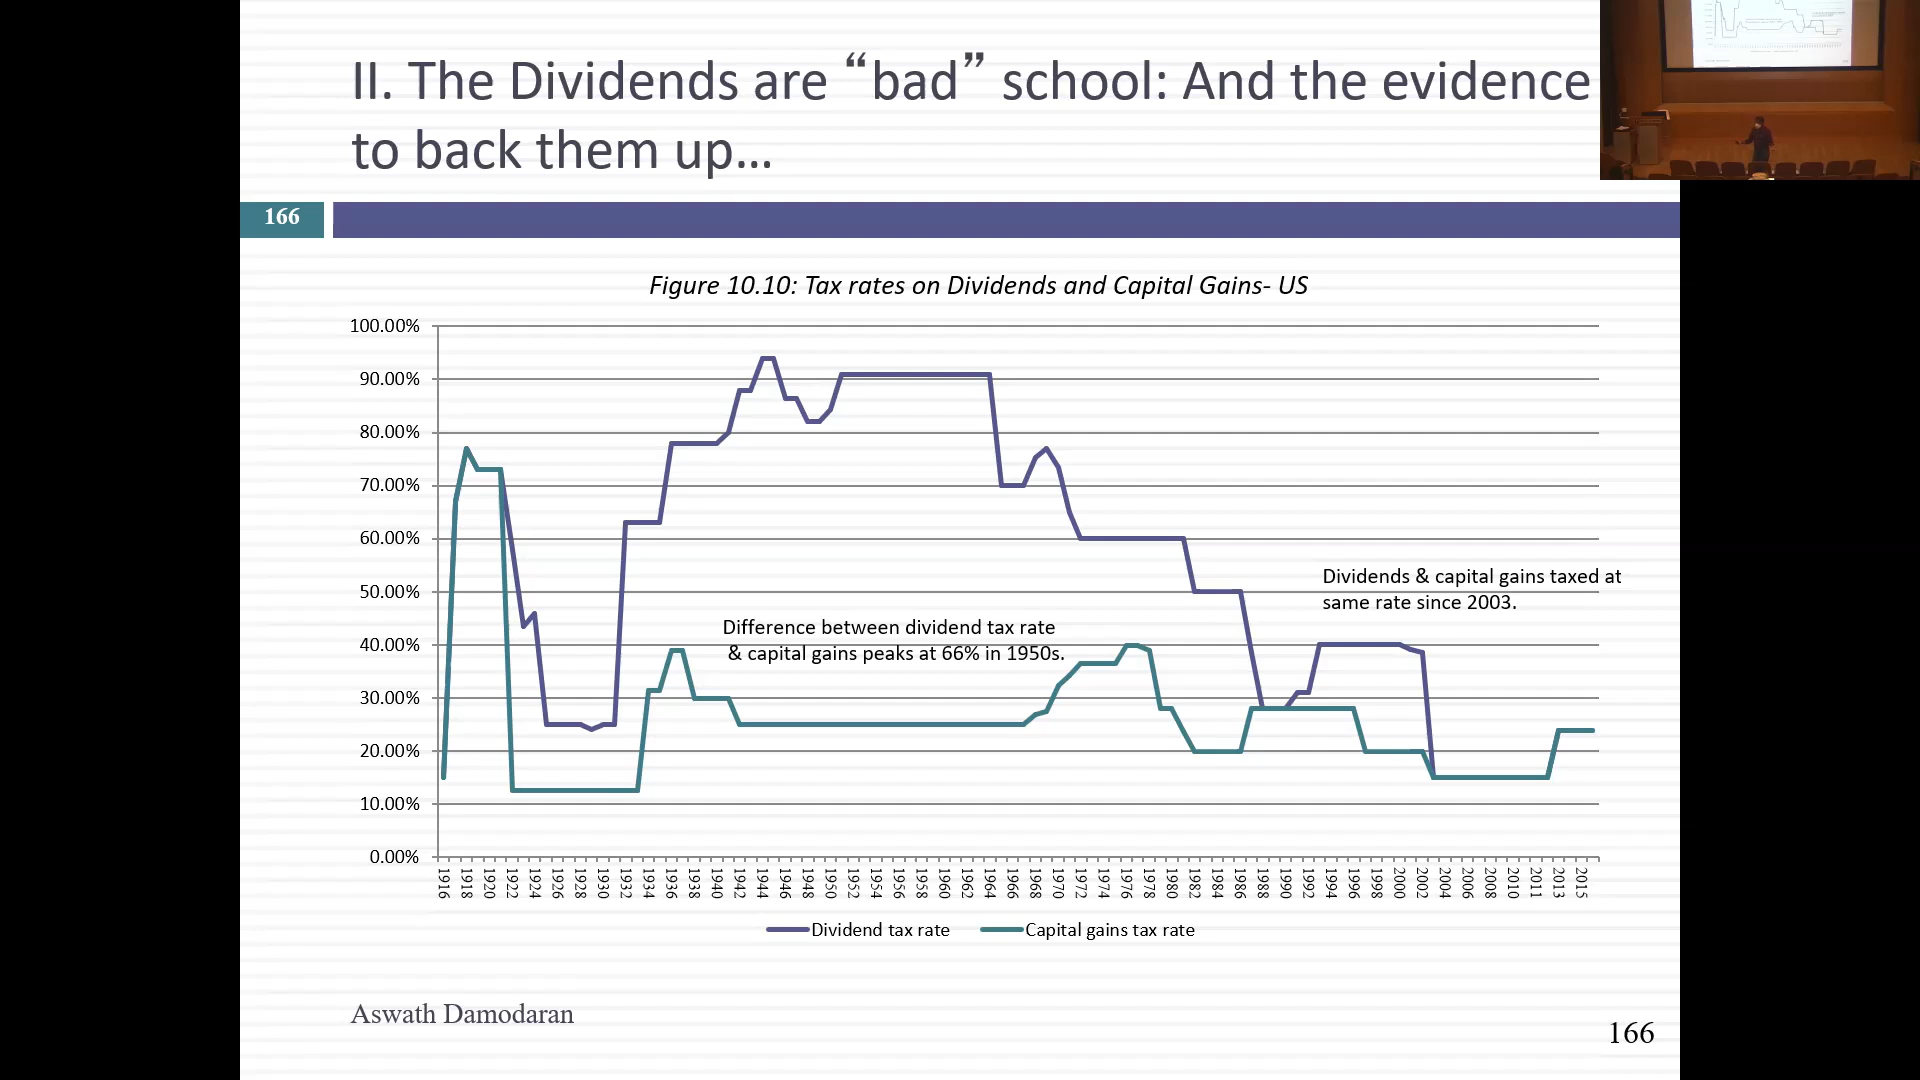 II. The Dividends are “bad” school: And the evidence
to back them up…
166
Figure 10.10: Tax rates on Dividends and Capital Gains- US
100.00%
90.00%
80.00%
70.00%
60.00%
50.00%
40.00%
30.00%
20.00%
10.00%
0.00%
Dividends & capital gains taxed at
same rate since 2003.
Difference between dividend tax rate
& capital gains peaks at 66% in 1950s.
1916 1918 1920 1922 1924 1926 1928 1930 1932 1934 1936 1938 1940 1942 1944 1946 1948 1950 1952 1954 1956 1958 1960 1962 1964 1966 1968 1970 1972 1974 1976 1978 1980 1982 1984 1986 1988 1990 1992 1994 1996 1998 2000 2002 2004 2006 2008 2010 2011 2013 2015
Dividend tax rate Capital gains tax rate
Aswath Damodaran
166